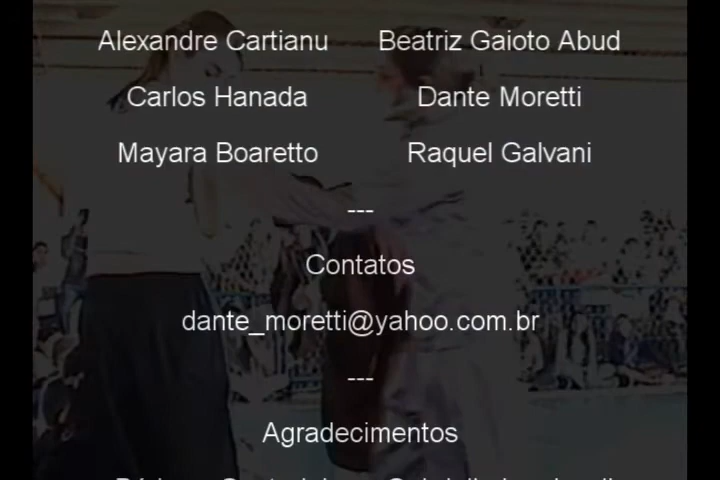 Alexandre Cartianu Beatriz Gaioto Abud
Carlos Hanada Dante Moretti
Mayara Boaretto Raquel Galvani
---
Contatos
dante_moretti@yahoo.com.br
---
Agradecimentos